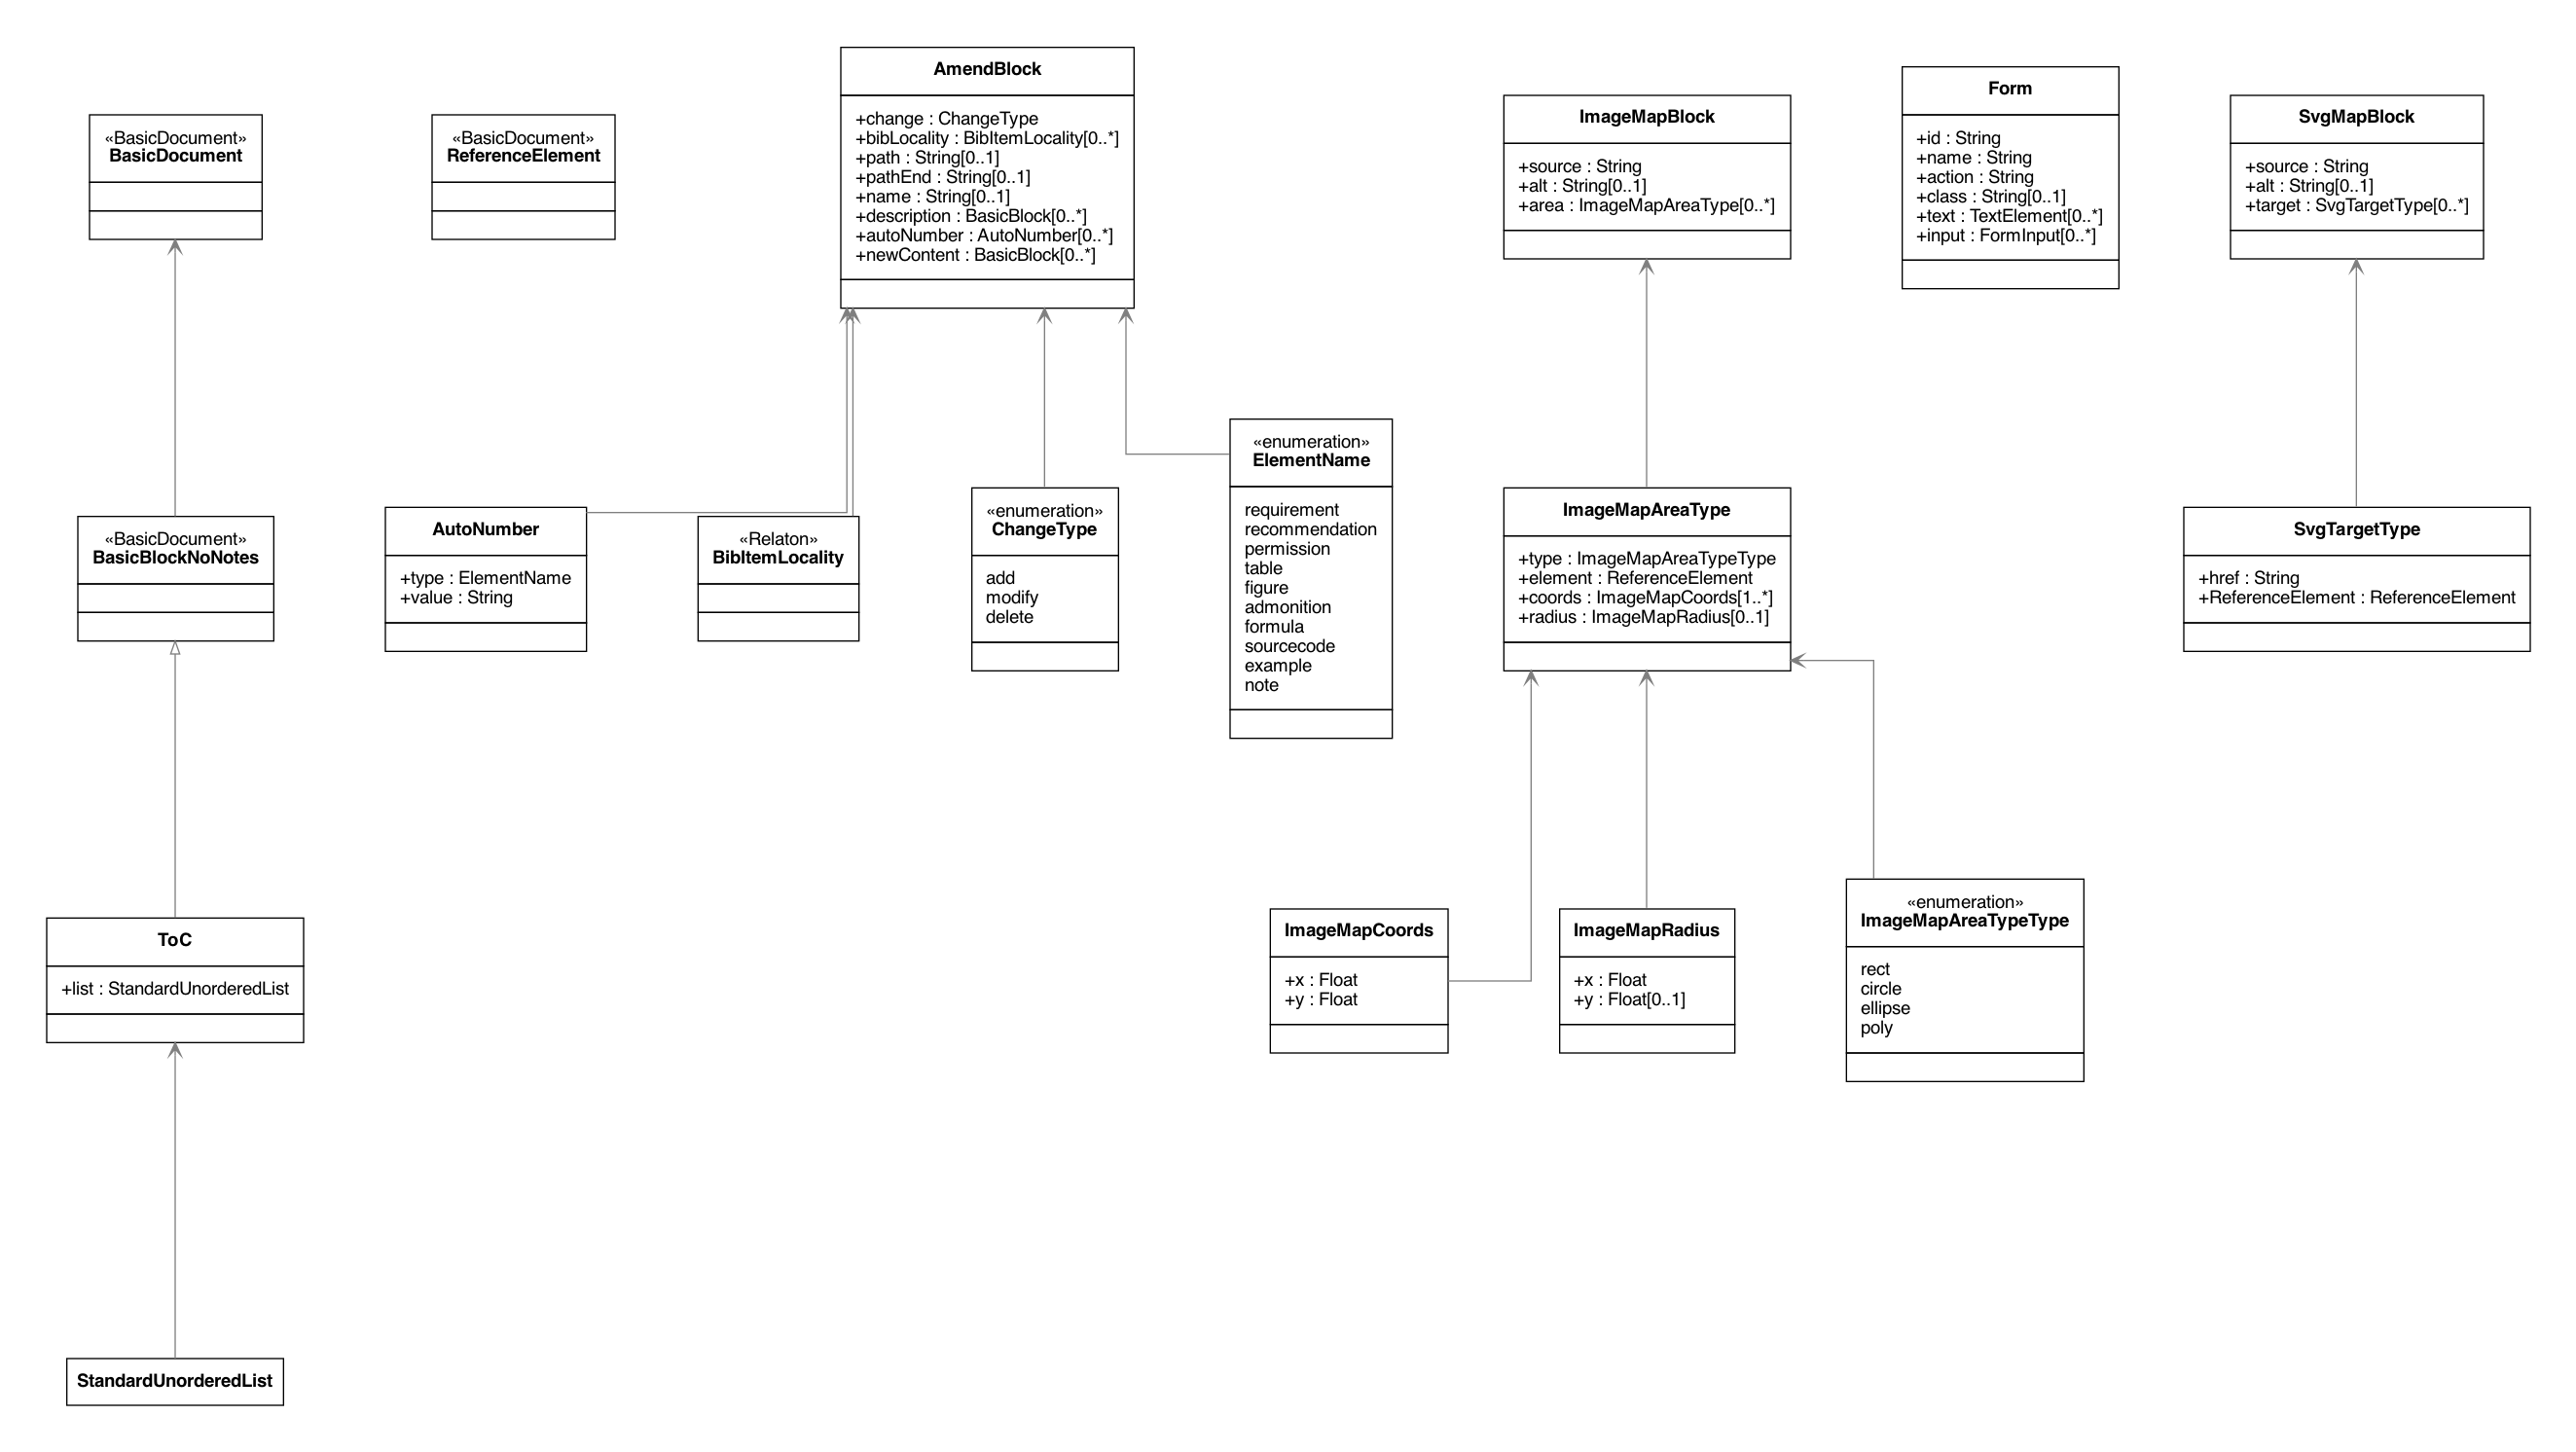 «BasicDocument»
BasicDocument
«BasicDocument»
ReferenceElement
AmendBlock
+change : ChangeType
+bibLocality : BibItemLocality[0..*]
+path : String[0..1]
+pathEnd : String[0..1]
+name : String[0..1]
+description : BasicBlock[0..*]
+autoNumber : AutoNumber[0..*]
+newContent : BasicBlock[0..*]
ImageMapBlock
+source : String
+alt : String[0..1]
+area : ImageMapAreaType[0..*]
Form
+id : String
+name : String
+action : String
+class : String[0..1]
+text : TextElement[0..*]
+input : FormInput[0..*]
SvgMapBlock
+source : String
+alt : String[0..1]
+target : SvgTargetType[0..*]
«BasicDocument»
BasicBlockNoNotes
AutoNumber
+type : ElementName
+value : String
«Relaton»
BibItemLocality
«enumeration»
ChangeType
add
modify
delete
«enumeration»
ElementName
requirement
recommendation
permission
table
figure
admonition
formula
sourcecode
example
note
ImageMapAreaType
+type : ImageMapAreaTypeType
+element : ReferenceElement
+coords : ImageMapCoords[1..*]
+radius : ImageMapRadius[0..1]
SvgTargetType
+href : String
+ReferenceElement : ReferenceElement
ToC
+list : StandardUnorderedList
ImageMapCoords
+x : Float
+y : Float
ImageMapRadius
+x : Float
+y : Float[0..1]
«enumeration»
ImageMapAreaTypeType
rect
circle
ellipse
poly
StandardUnorderedList